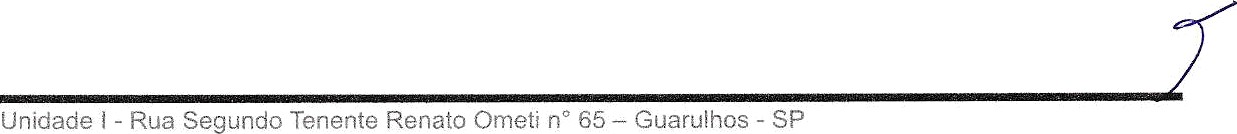 Unidade I - Rua Segundo Tenente Renato Ometi n° 65 – Guarulhos - SP